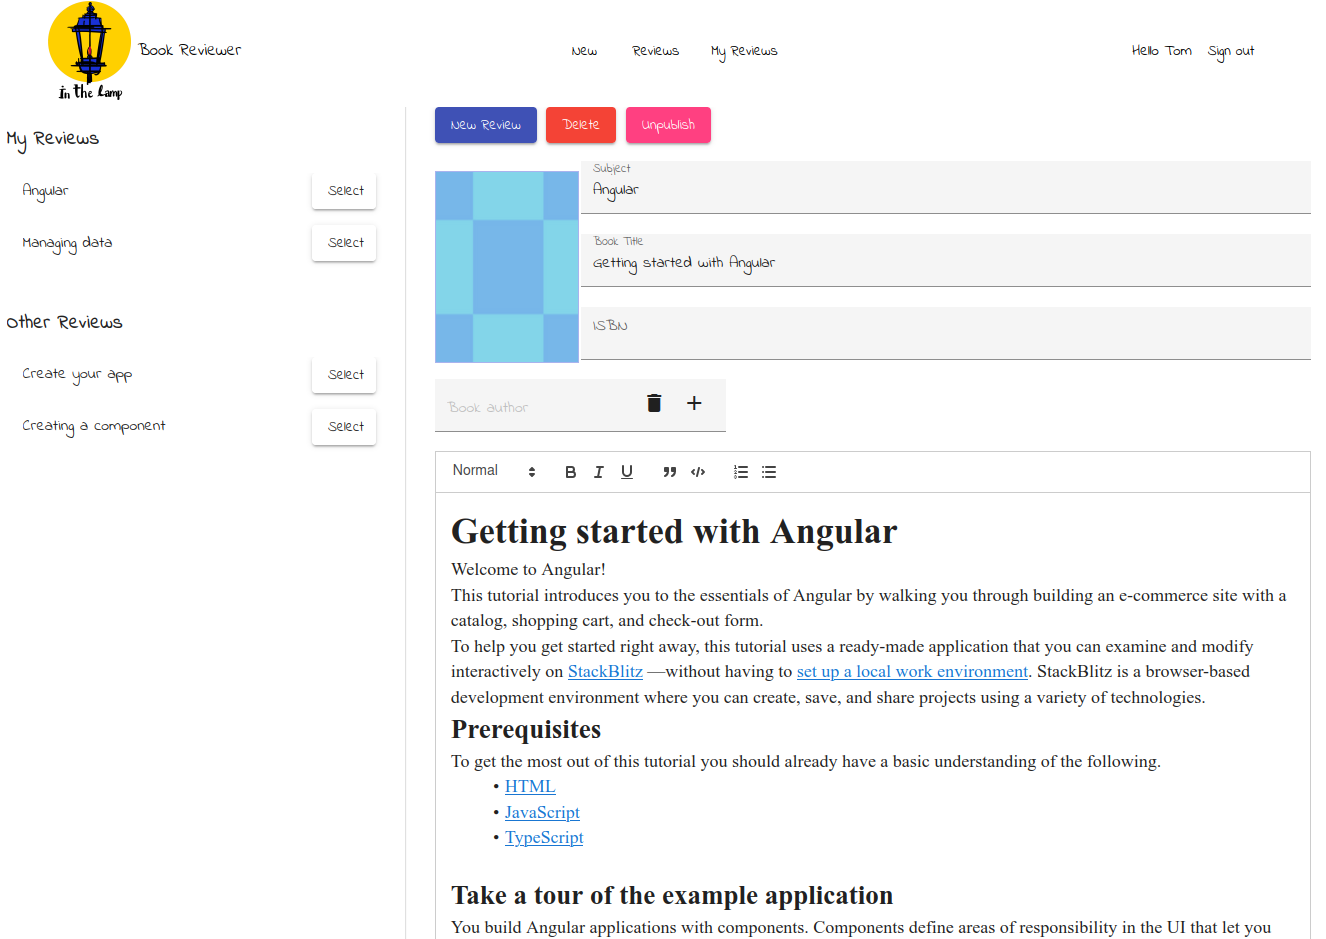 Book Reviewer
in the Lamp
New Reviews My Reviews
Hello Tom Sign out
My Reviews
Angular Select
Managing data Select
Other Reviews
Create your app Select
Creating a component Select
New Review Delete Unpublish
Subject
Angular
Book Title
Getting started with Angular
ISBN
Book author
Normal B I U
Getting started with Angular
Welcome to Angular!
This tutorial introduces you to the essentials of Angular by walking you through building an e-commerce site with a
catalog, shopping cart, and check-out form.
To help you get started right away, this tutorial uses a ready-made application that you can examine and modify
interactively on StackBlitz —without having to set up a local work environment. StackBlitz is a browser-based
development environment where you can create, save, and share projects using a variety of technologies.
Prerequisites
To get the most out of this tutorial you should already have a basic understanding of the following.
• HTML
• JavaScript
• TypeScript
Take a tour of the example application
You build Angular applications with components. Components define areas of responsibility in the UI that let you